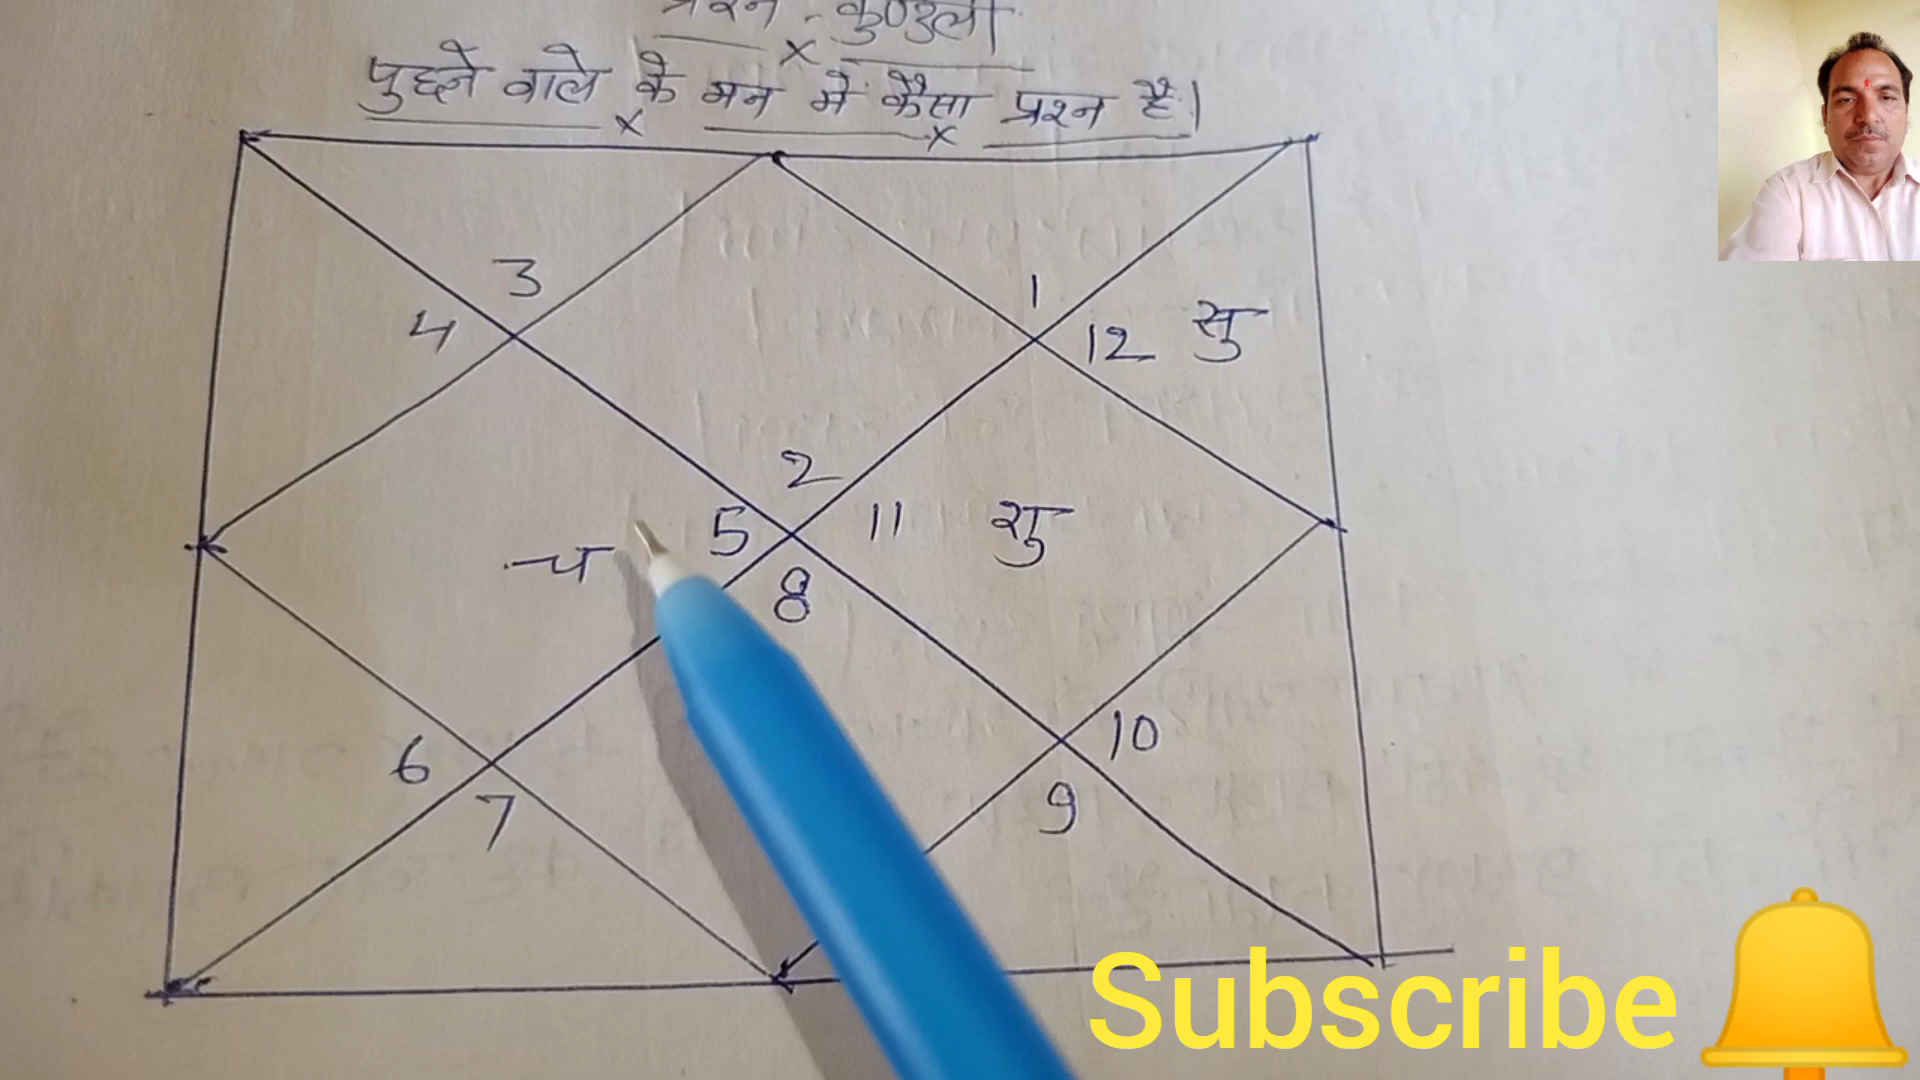 प्रश्न - कुण्डली
पुछने वाले के मन में कैसा प्रश्न है।
3
1
4
12 सु
2
5
11 शु
च
8
6
10
7
9
Subscribe